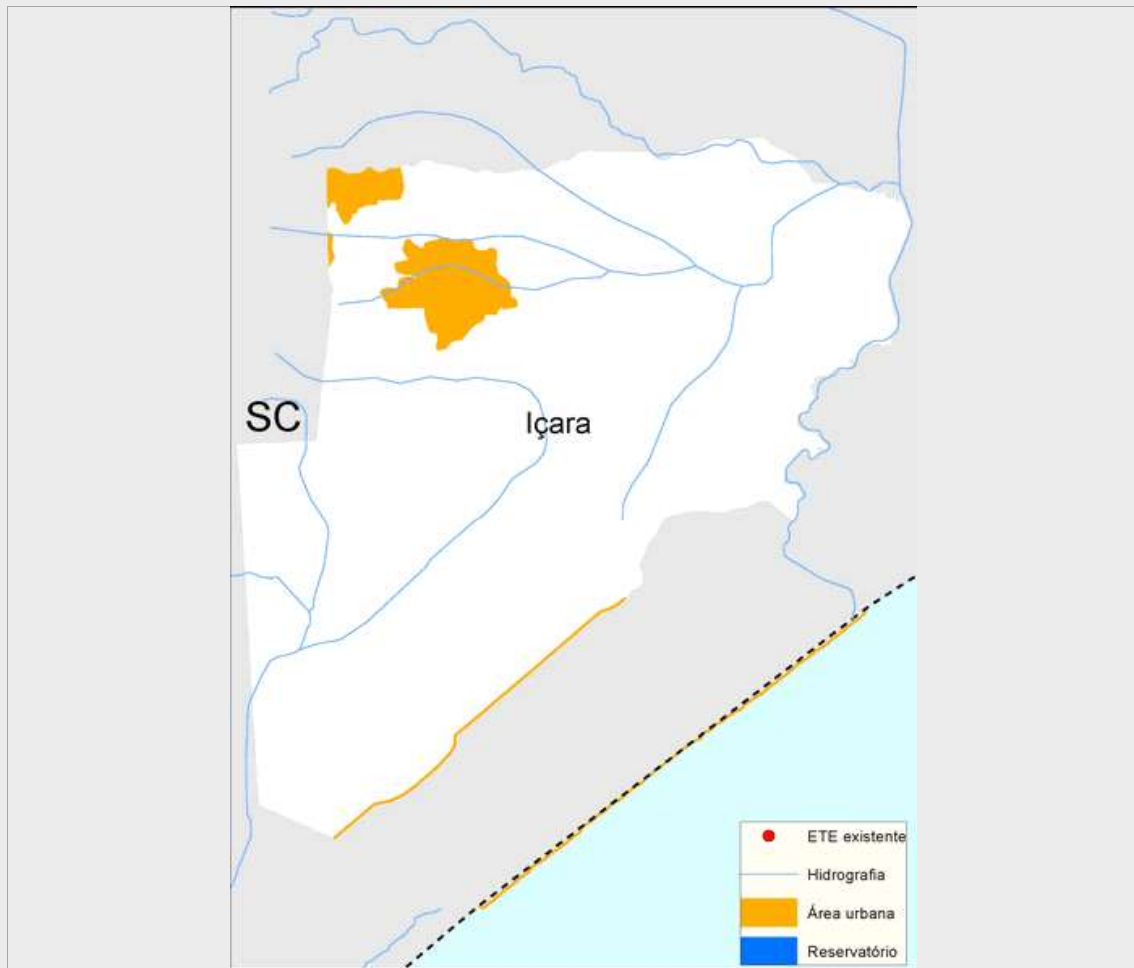 SC
Içara
ETE existente
Hidrografia
Área urbana
Reservatório